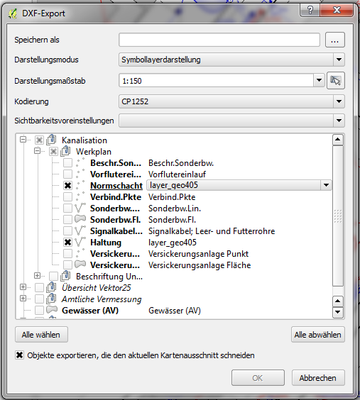 DXF-Export
Speichern als ...
Darstellungsmodus Symbollayerdarstellung
Darstellungsmaßstab 1:150
Kodierung CP1252
Sichtbarkeitsvoreinstellungen
Kanalisation
Werkplan
Beschr.Son... Beschr.Sonderbw.
Vorfluterei... Vorflutereinlauf
Normschacht layer_geo405
Verbind.Pkte Verbind.Pkte
Sonderbw.... Sonderbw.Lin.
Sonderbw.Fl. Sonderbw.Fl.
Signalkabel... Signalkabel; Leer- und Futterrohre
Haltung layer_geo405
Versickeru... Versickerungsanlage Punkt
Versickeru... Versickerungsanlage Fläche
Beschriftung Un...
Übersicht Vektor25
Amtliche Vermessung
Gewässer (AV) Gewässer (AV)
Alle wählen Alle abwählen
Objekte exportieren, die den aktuellen Kartenausschnitt schneiden
OK Abbrechen